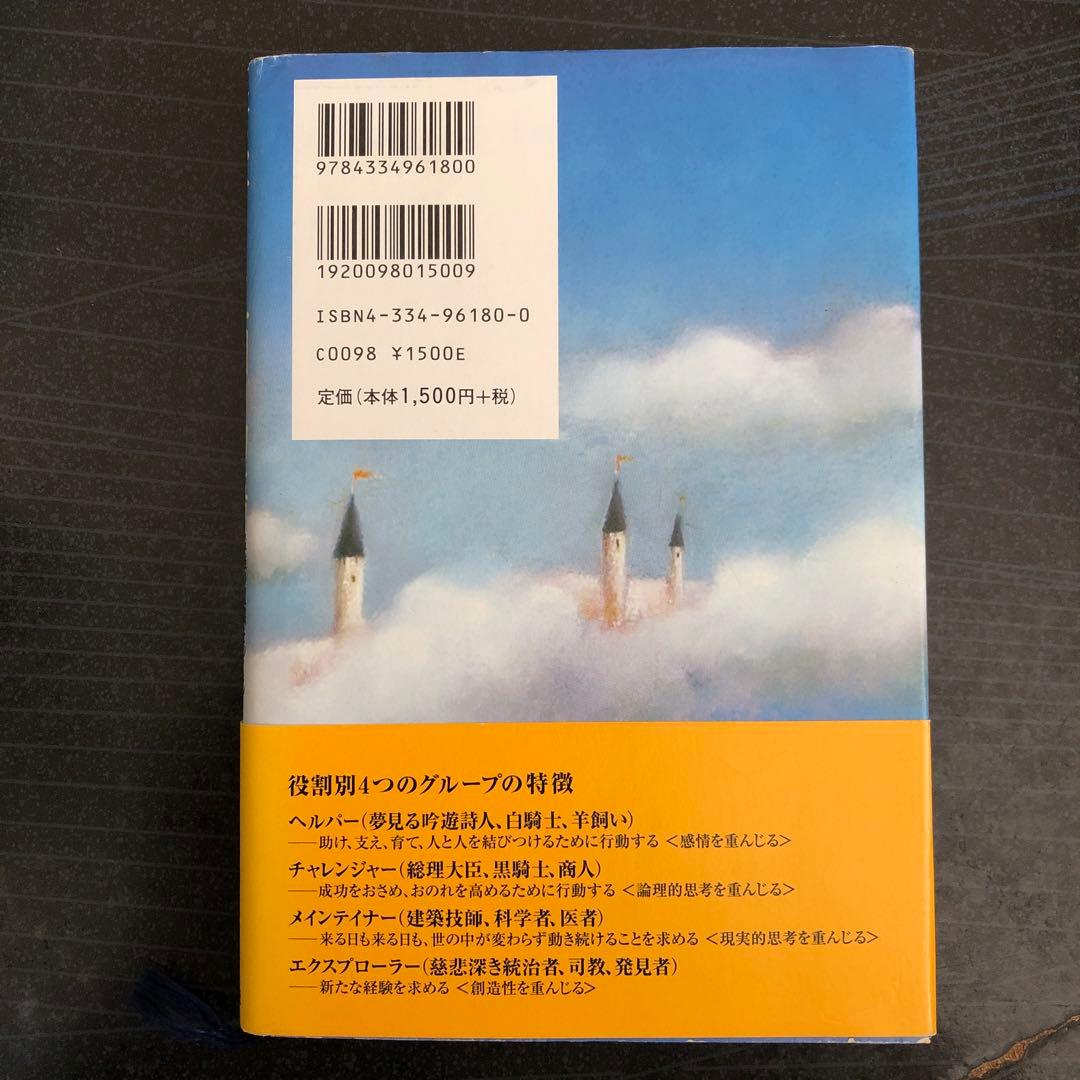 9784334961800
1920098015009
ISBN4-334-96180-0
C0098 ¥1500E
定価(本体1,500円+税)
役割別4つのグループの特徴
ヘルパー(夢見る吟遊詩人、白騎士、羊飼い)
——助け、支え、育て、人と人を結びつけるために行動する <感情を重んじる>
チャレンジャー(総理大臣、黒騎士、商人)
——成功をおさめ、おのれを高めるために行動する <論理的思考を重んじる>
メインテイナー(建築技師、科学者、医者)
——来る日も来る日も、世の中が変わらず動き続けることを求める <現実的思考を重んじる>
エクスプローラー(慈悲深き統治者、司教、発見者)
——新たな経験を求める <創造性を重んじる>